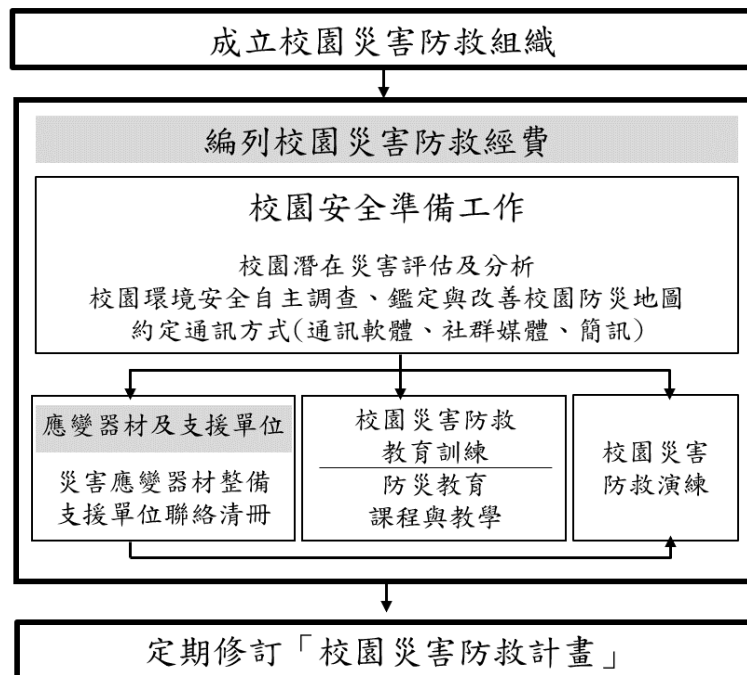 成立校園災害防救組織
編列校園災害防救經費
校園安全準備工作
校園潛在災害評估及分析
校園環境安全自主調查、鑑定與改善校園防災地圖
約定通訊方式(通訊軟體、社群媒體、簡訊)
應變器材及支援單位
災害應變器材整備
支援單位聯絡清冊
校園災害防救
教育訓練
防災教育
課程與教學
校園災害
防救演練
定期修訂「校園災害防救計畫」